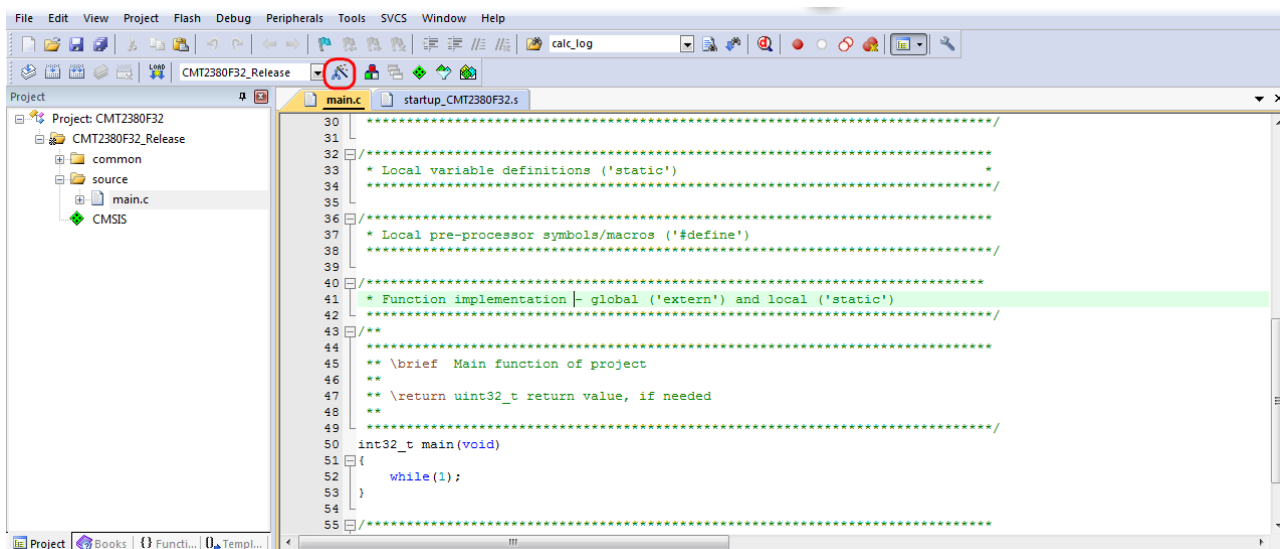 File Edit View Project Flash Debug Peripherals Tools SVCS Window Help
calc_log
LOAD CMT2380F32_Release
Project
main.c startup_CMT2380F32.s
Project: CMT2380F32
CMT2380F32_Release
common
source
main.c
CMSIS
30 ******************************************************************************/
31
32 /******************************************************************************
33 * Local variable definitions ('static') *
34 ******************************************************************************/
35
36 /******************************************************************************
37 * Local pre-processor symbols/macros ('#define')
38 ******************************************************************************/
39
40 /*****************************************************************************
41 * Function implementation - global ('extern') and local ('static')
42 ******************************************************************************/
43 /**
44 ******************************************************************************
45 ** \brief Main function of project
46 **
47 ** \return uint32_t return value, if needed
48 **
49 ******************************************************************************/
50 int32_t main(void)
51 {
52 while(1);
53 }
54
55 /******************************************************************************
Project Books {} Functi... Templ...